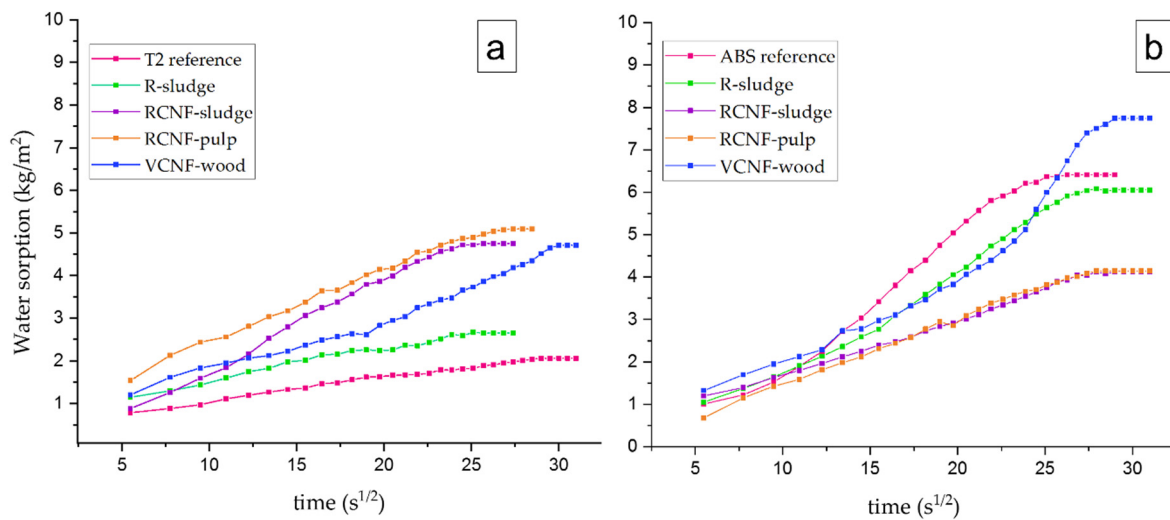 a
T2 reference
R-sludge
RCNF-sludge
RCNF-pulp
VCNF-wood
10
9
8
7
6
5
4
3
2
1
Water sorption (kg/m²)
5 10 15 20 25 30
time (s^1/2)
b
ABS reference
R-sludge
RCNF-sludge
RCNF-pulp
VCNF-wood
10
9
8
7
6
5
4
3
2
1
0
5 10 15 20 25 30
time (s^1/2)